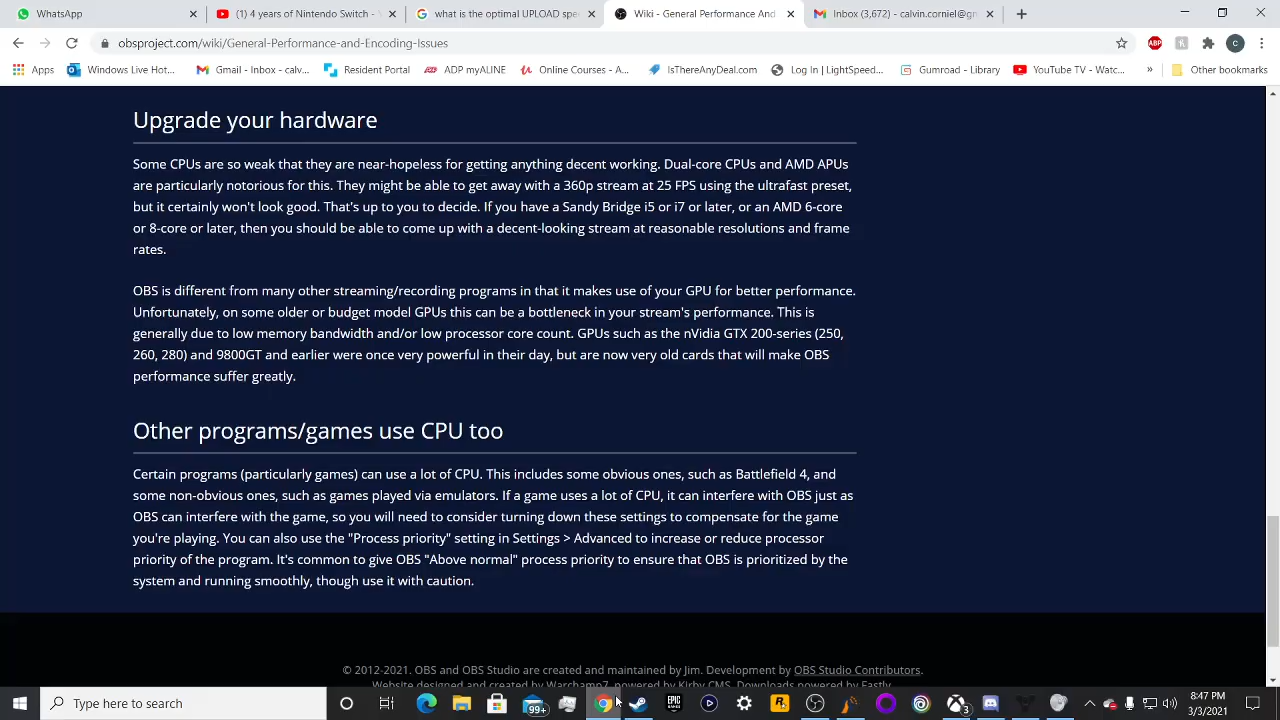 WhatsApp
(1) 4 years of Nintendo Switch -
what is the optimal UPLOAD spe
Wiki - General Performance And
Inbox (3,672) - calvin.corniel@gm
obsproject.com/wiki/General-Performance-and-Encoding-Issues
ABP
C
Apps
Windows Live Hot...
Gmail - Inbox - calv...
Resident Portal
ADP myALINE
Online Courses - A...
IsThereAnyDeal.com
Log In | LightSpeed...
Gumroad - Library
YouTube TV - Watc...
»
Other bookmarks
Upgrade your hardware
Some CPUs are so weak that they are near-hopeless for getting anything decent working. Dual-core CPUs and AMD APUs
are particularly notorious for this. They might be able to get away with a 360p stream at 25 FPS using the ultrafast preset,
but it certainly won't look good. That's up to you to decide. If you have a Sandy Bridge i5 or i7 or later, or an AMD 6-core
or 8-core or later, then you should be able to come up with a decent-looking stream at reasonable resolutions and frame
rates.
OBS is different from many other streaming/recording programs in that it makes use of your GPU for better performance.
Unfortunately, on some older or budget model GPUs this can be a bottleneck in your stream's performance. This is
generally due to low memory bandwidth and/or low processor core count. GPUs such as the nVidia GTX 200-series (250,
260, 280) and 9800GT and earlier were once very powerful in their day, but are now very old cards that will make OBS
performance suffer greatly.
Other programs/games use CPU too
Certain programs (particularly games) can use a lot of CPU. This includes some obvious ones, such as Battlefield 4, and
some non-obvious ones, such as games played via emulators. If a game uses a lot of CPU, it can interfere with OBS just as
OBS can interfere with the game, so you will need to consider turning down these settings to compensate for the game
you're playing. You can also use the "Process priority" setting in Settings > Advanced to increase or reduce processor
priority of the program. It's common to give OBS "Above normal" process priority to ensure that OBS is prioritized by the
system and running smoothly, though use it with caution.
© 2012-2021. OBS and OBS Studio are created and maintained by Jim. Development by OBS Studio Contributors.
Website designed and created by Warchamp7, powered by Kirby CMS. Downloads powered by Fastly.
Type here to search
99+
EPIC
GAMES
8:47 PM
3/3/2021